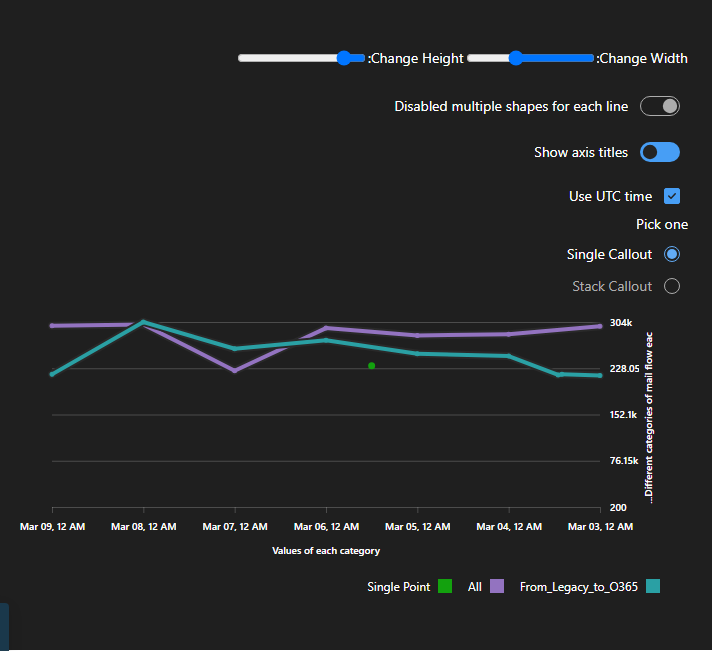 :Change Height :Change Width
Disabled multiple shapes for each line
Show axis titles
Use UTC time
Pick one
Single Callout
Stack Callout
304k
228.05
152.1k
76.15k
200
...Different categories of mail flow eac
Mar 09, 12 AM Mar 08, 12 AM Mar 07, 12 AM Mar 06, 12 AM Mar 05, 12 AM Mar 04, 12 AM Mar 03, 12 AM
Values of each category
Single Point All From_Legacy_to_O365